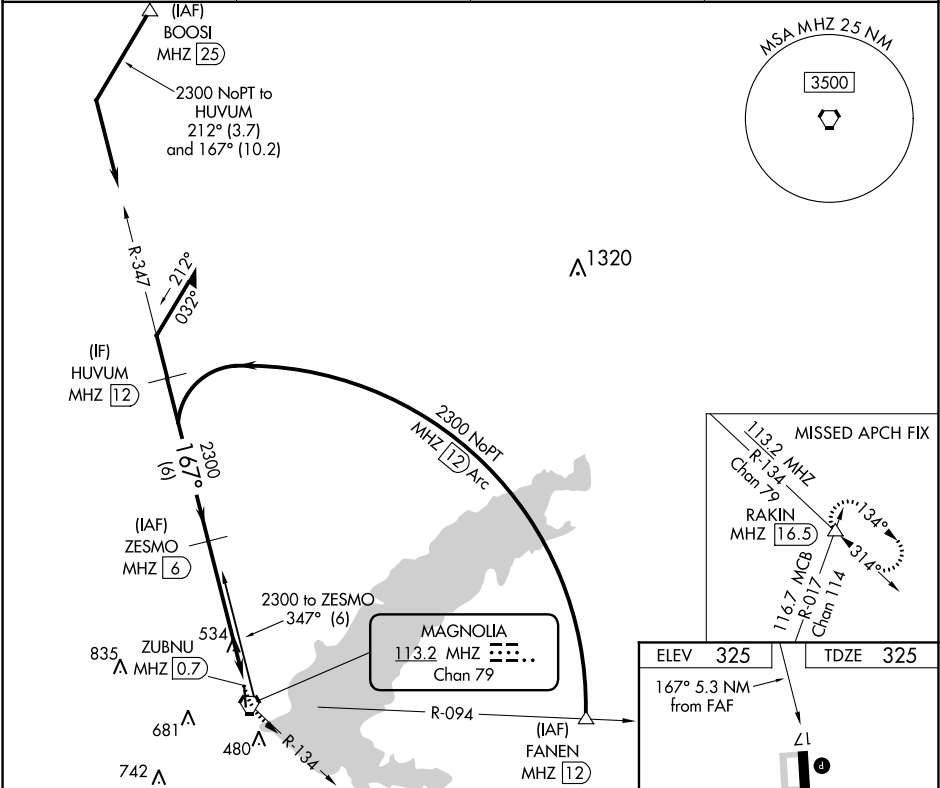 (IAF)
BOOSI
MHZ 25
2300 NoPT to
HUVUM
212° (3.7)
and 167° (10.2)
MSA MHZ 25 NM
3500
R-347
212°
032°
1320
(IF)
HUVUM
MHZ 12
2300 NoPT
MHZ 12 Arc
2300
167°
(6)
(IAF)
ZESMO
MHZ 6
2300 to ZESMO
347° (6)
MAGNOLIA
113.2 MHZ
Chan 79
534
835
ZUBNU
MHZ 0.7
681
480
742
R-134
R-094
(IAF)
FANEN
MHZ 12
MISSED APCH FIX
113.2 MHZ
R-134
Chan 79
RAKIN
MHZ 16.5
134°
314°
116.7 MCB
R-017
Chan 114
ELEV 325
TDZE 325
167° 5.3 NM
from FAF
17
P